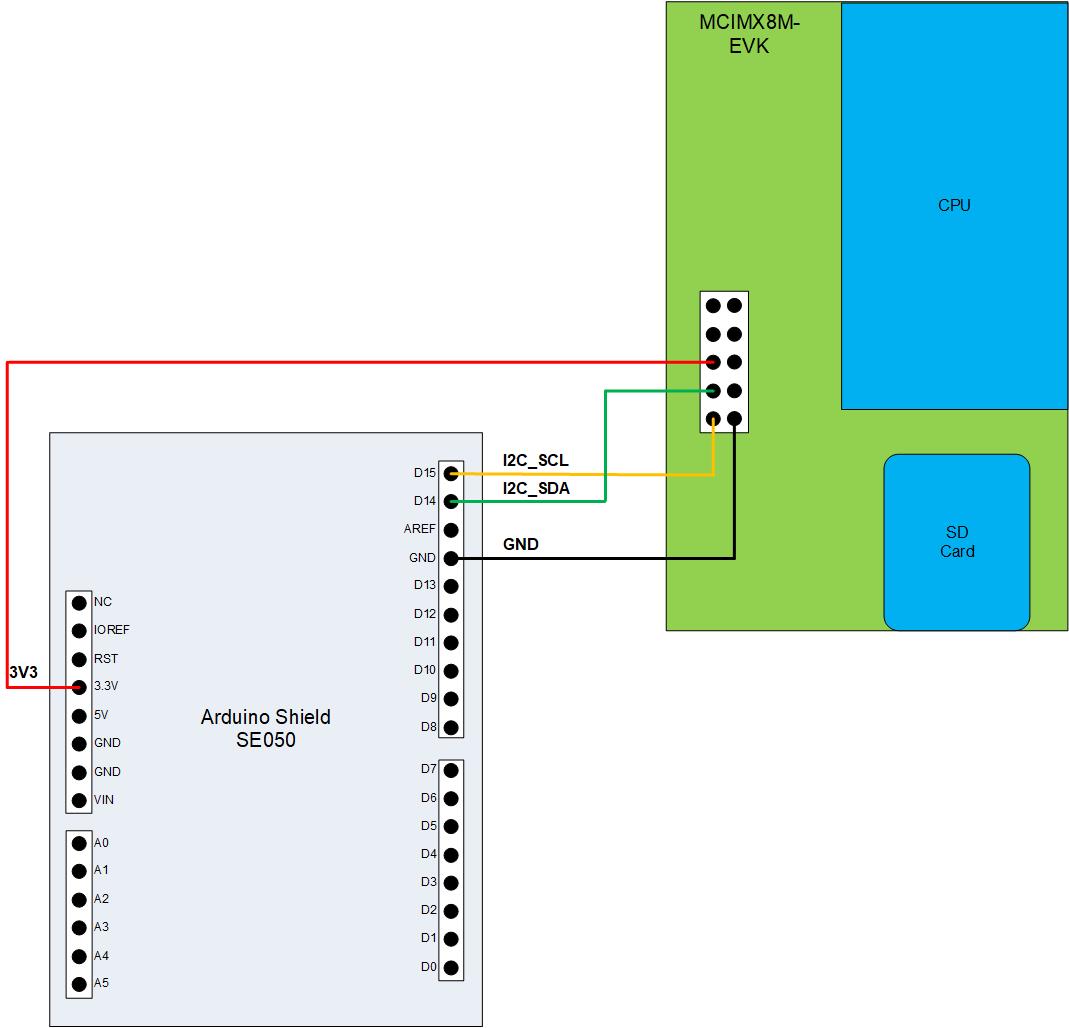 MCIMX8M-
EVK
CPU
SD
Card
I2C_SCL
I2C_SDA
GND
3V3
Arduino Shield
SE050
NC
IOREF
RST
3.3V
5V
GND
GND
VIN
A0
A1
A2
A3
A4
A5
D15
D14
AREF
GND
D13
D12
D11
D10
D9
D8
D7
D6
D5
D4
D3
D2
D1
D0